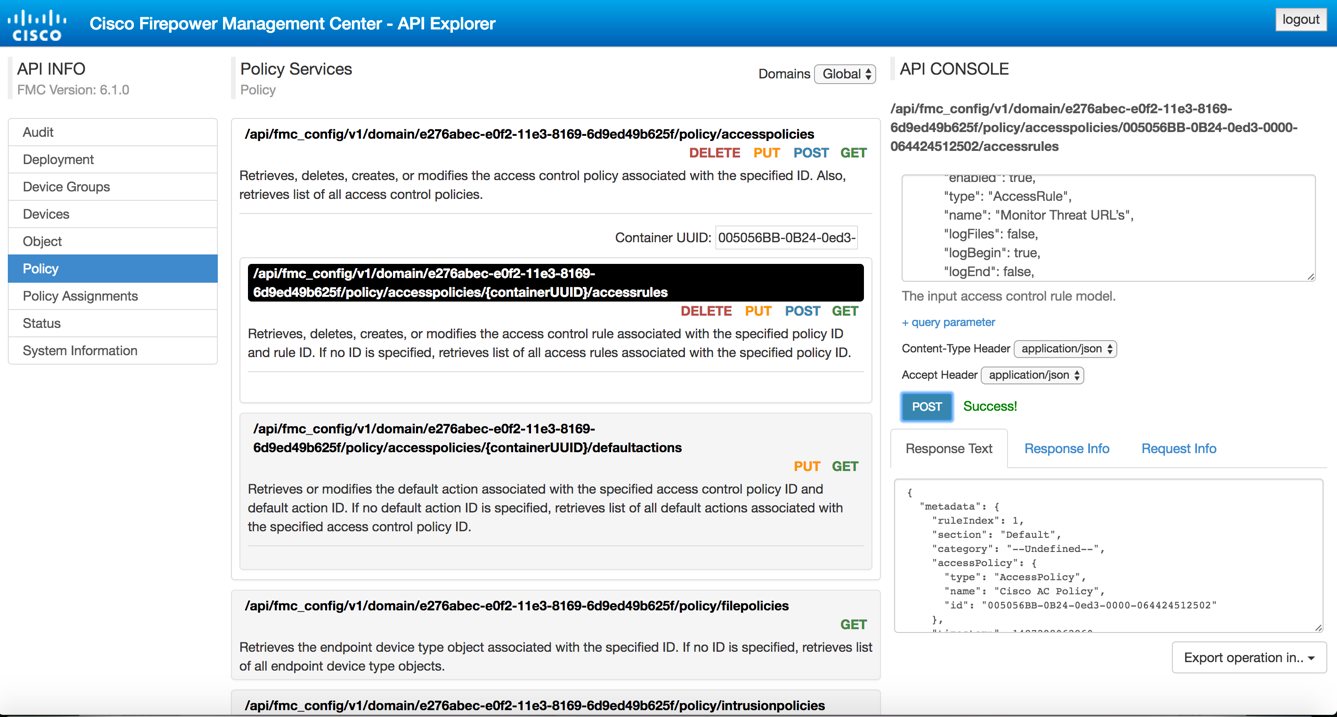 CISCO
Cisco Firepower Management Center - API Explorer
logout
API INFO
FMC Version: 6.1.0
Audit
Deployment
Device Groups
Devices
Object
Policy
Policy Assignments
Status
System Information
Policy Services
Policy
Domains Global
/api/fmc_config/v1/domain/e276abec-e0f2-11e3-8169-6d9ed49b625f/policy/accesspolicies
DELETE PUT POST GET
Retrieves, deletes, creates, or modifies the access control policy associated with the specified ID. Also,
retrieves list of all access control policies.
Container UUID: 005056BB-0B24-0ed3-
/api/fmc_config/v1/domain/e276abec-e0f2-11e3-8169-
6d9ed49b625f/policy/accesspolicies/{containerUUID}/accessrules
DELETE PUT POST GET
Retrieves, deletes, creates, or modifies the access control rule associated with the specified policy ID
and rule ID. If no ID is specified, retrieves list of all access rules associated with the specified policy ID.
/api/fmc_config/v1/domain/e276abec-e0f2-11e3-8169-
6d9ed49b625f/policy/accesspolicies/{containerUUID}/defaultactions
PUT GET
Retrieves or modifies the default action associated with the specified access control policy ID and
default action ID. If no default action ID is specified, retrieves list of all default actions associated with
the specified access control policy ID.
/api/fmc_config/v1/domain/e276abec-e0f2-11e3-8169-6d9ed49b625f/policy/filepolicies
GET
Retrieves the endpoint device type object associated with the specified ID. If no ID is specified, retrieves list
of all endpoint device type objects.
/api/fmc_config/v1/domain/e276abec-e0f2-11e3-8169-6d9ed49b625f/policy/intrusionpolicies
API CONSOLE
/api/fmc_config/v1/domain/e276abec-e0f2-11e3-8169-
6d9ed49b625f/policy/accesspolicies/005056BB-0B24-0ed3-0000-
064424512502/accessrules
"enabled": true,
"type": "AccessRule",
"name": "Monitor Threat URL's",
"logFiles": false,
"logBegin": true,
"logEnd": false,
The input access control rule model.
+ query parameter
Content-Type Header application/json
Accept Header application/json
POST Success!
Response Text Response Info Request Info
{
"metadata": {
"ruleIndex": 1,
"section": "Default",
"category": "--Undefined--",
"accessPolicy": {
"type": "AccessPolicy",
"name": "Cisco AC Policy",
"id": "005056BB-0B24-0ed3-0000-064424512502"
},
Export operation in..